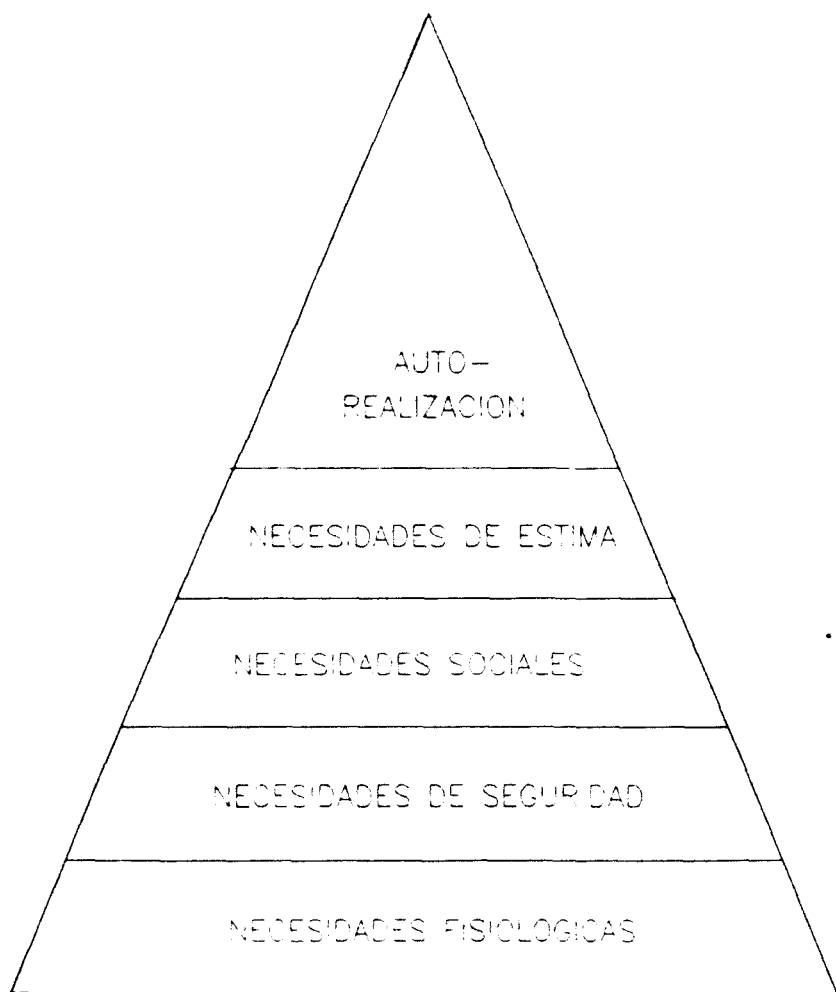 AUTO-
REALIZACION
NECESIDADES DE ESTIMA
NECESIDADES SOCIALES
NECESIDADES DE SEGURIDAD
NECESIDADES FISIOLOGICAS